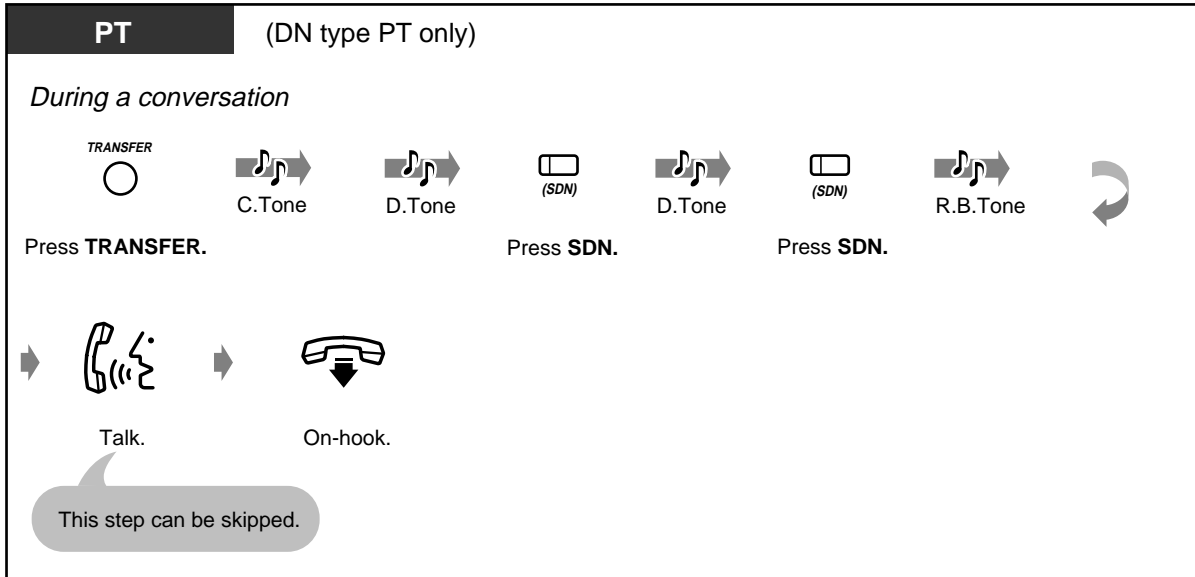 PT (DN type PT only)
During a conversation
TRANSFER
(SDN) (SDN)
C.Tone D.Tone D.Tone R.B.Tone
Press TRANSFER. Press SDN. Press SDN.
Talk. On-hook.
This step can be skipped.